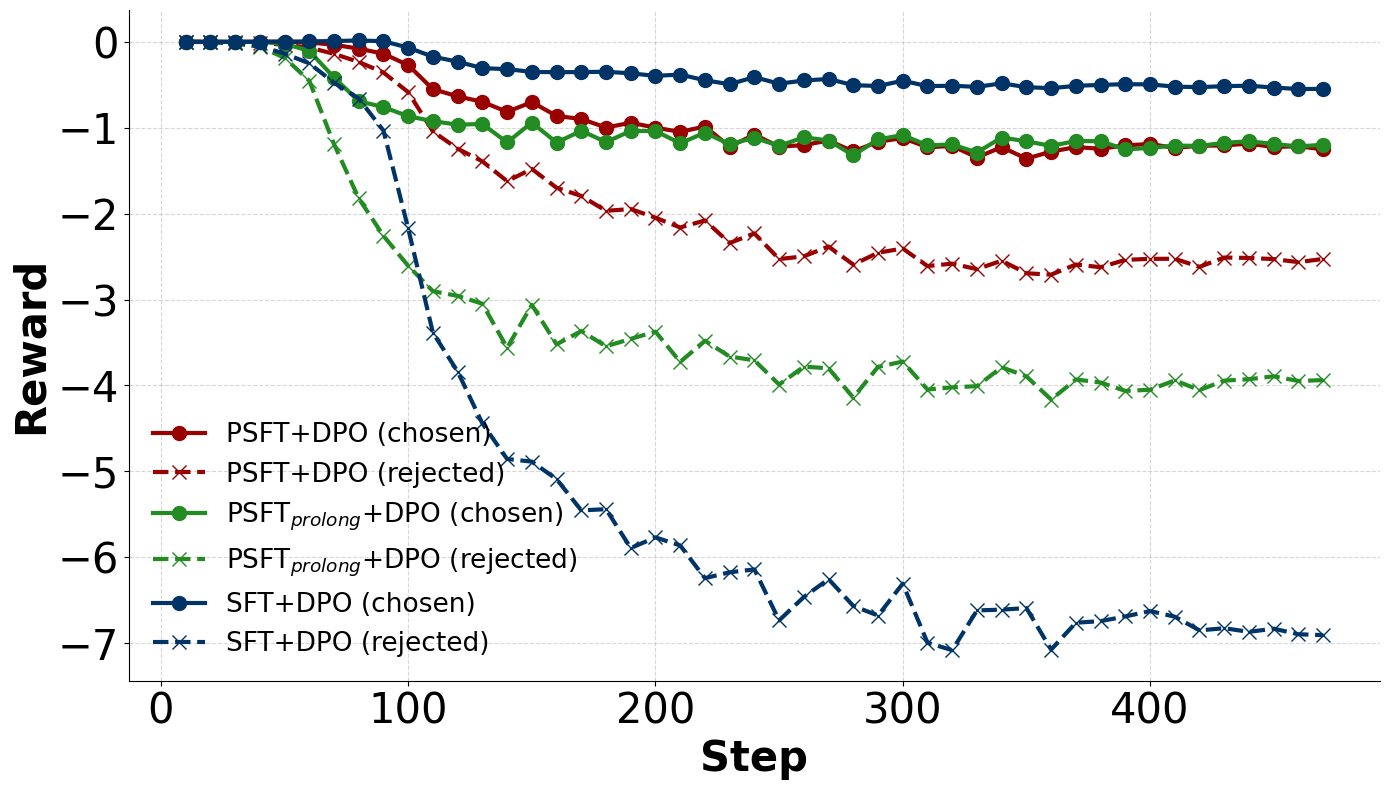 0
−1
−2
−3
−4
−5
−6
−7
Reward
PSFT+DPO (chosen)
PSFT+DPO (rejected)
PSFTprolong+DPO (chosen)
PSFTprolong+DPO (rejected)
SFT+DPO (chosen)
SFT+DPO (rejected)
0 100 200 300 400
Step